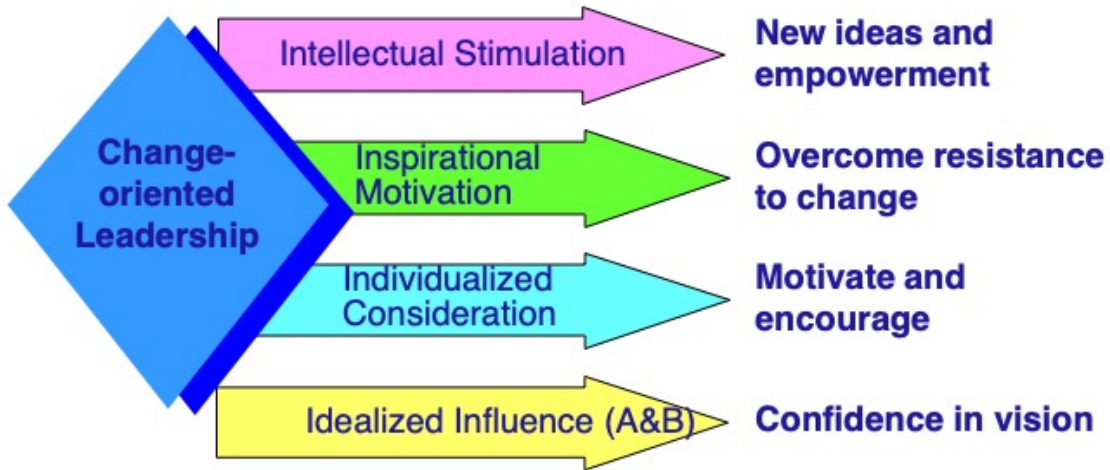 Change-
oriented
Leadership
Intellectual Stimulation
New ideas and
empowerment
Inspirational
Motivation
Overcome resistance
to change
Individualized
Consideration
Motivate and
encourage
Idealized Influence (A&B)
Confidence in vision